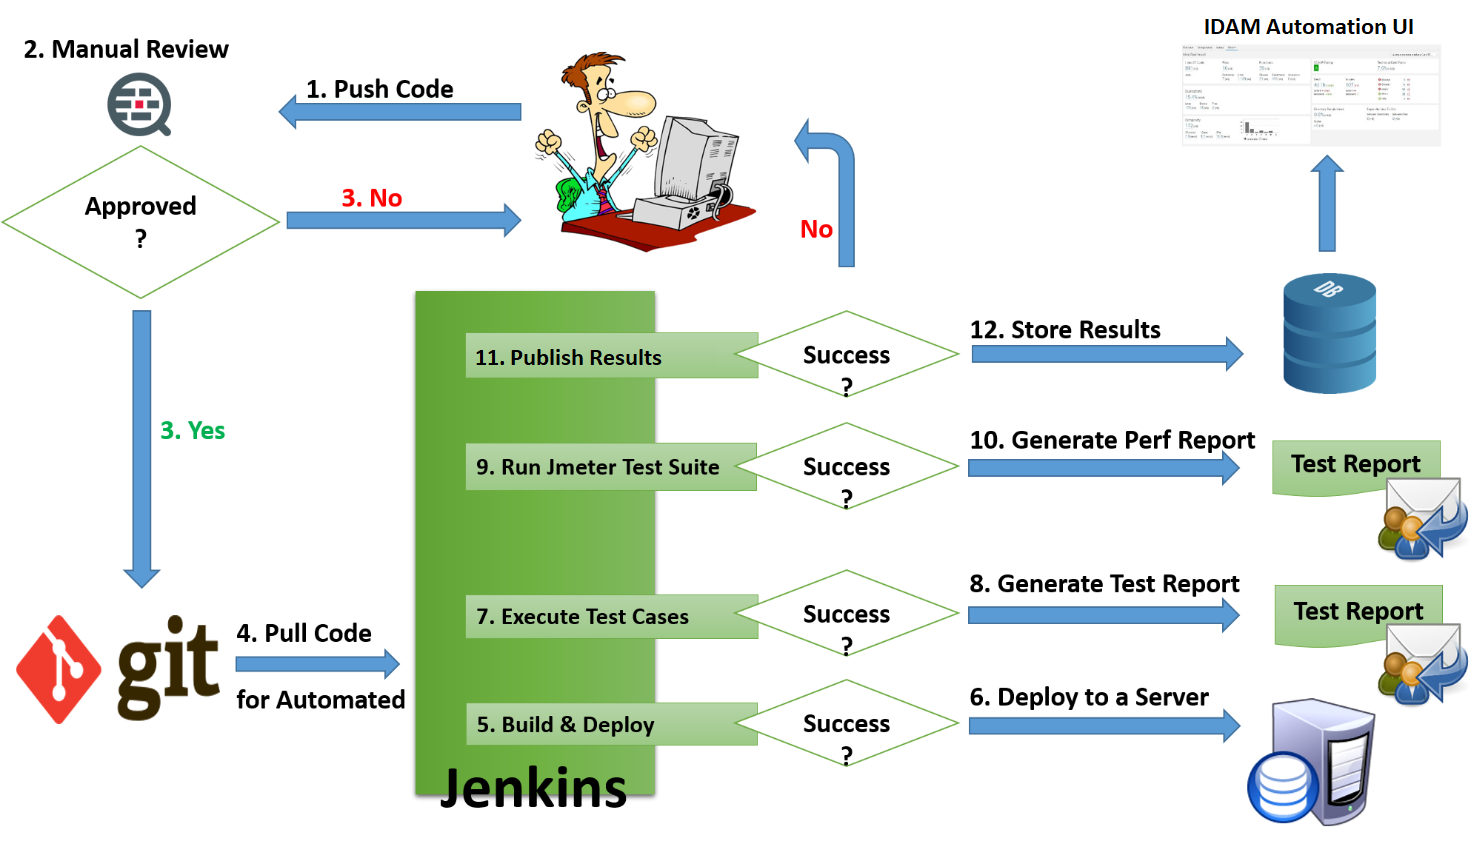 IDAM Automation UI
2. Manual Review
1. Push Code
Approved
?
3. No
No
DB
11. Publish Results
Success
?
12. Store Results
3. Yes
9. Run Jmeter Test Suite
Success
?
10. Generate Perf Report
Test Report
7. Execute Test Cases
Success
?
8. Generate Test Report
Test Report
git
4. Pull Code
for Automated
5. Build & Deploy
Success
?
6. Deploy to a Server
Jenkins